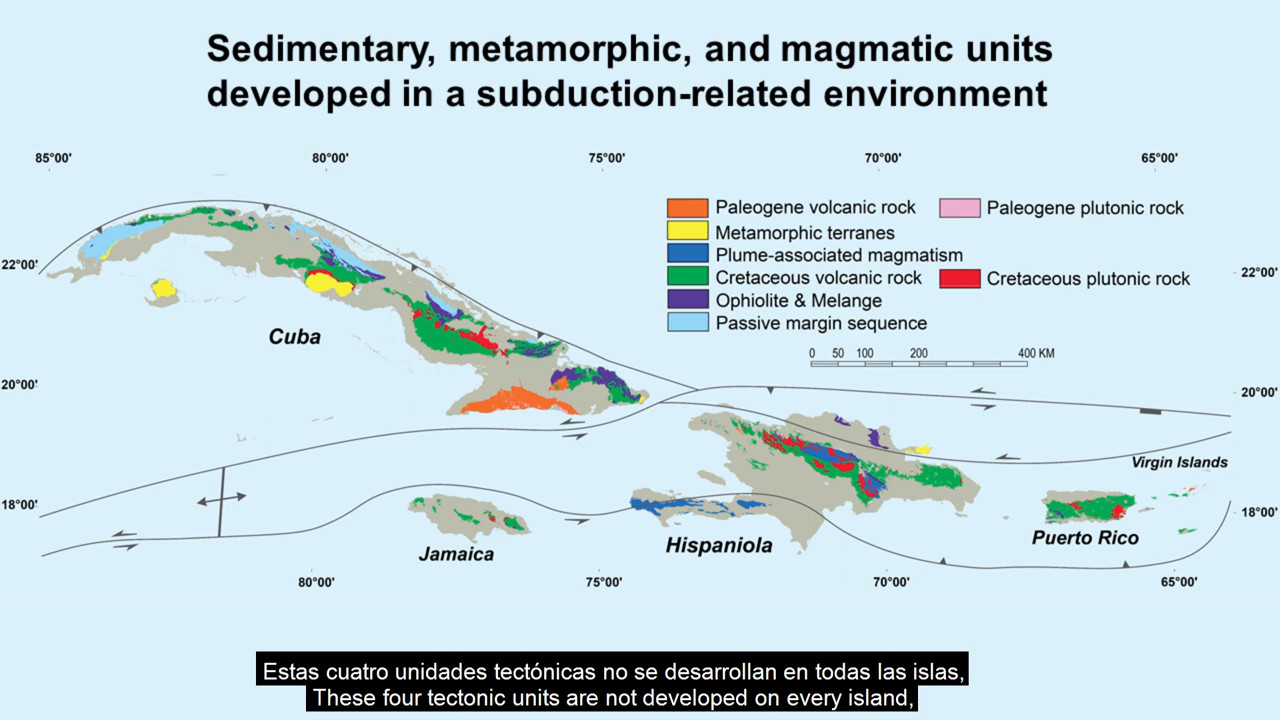 Sedimentary, metamorphic, and magmatic units
developed in a subduction-related environment
85°00' 80°00' 75°00' 70°00' 65°00'
Paleogene volcanic rock Paleogene plutonic rock
Metamorphic terranes
Plume-associated magmatism
Cretaceous volcanic rock Cretaceous plutonic rock
Ophiolite & Melange
Passive margin sequence
22°00' 22°00'
Cuba
0 50 100 200 400 KM
20°00' 20°00'
Virgin Islands
18°00' 18°00'
Jamaica Hispaniola Puerto Rico
80°00' 75°00' 70°00' 65°00'
Estas cuatro unidades tectónicas no se desarrollan en todas las islas,
These four tectonic units are not developed on every island,